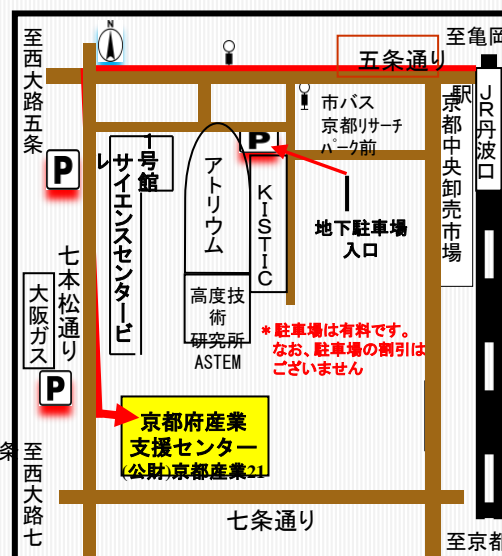 N
至亀岡
五条通り
至西大路五条
市バス
京都リサーチ
パーク前
駅
JR丹波口
京都中央卸売市場
1号館
サイエンスセンタービ
ル
アトリウム
P
KISTIC
P
地下駐車場
入口
七本松通り
大阪ガス
高度技
術
研究所
ASTEM
*駐車場は有料です。
なお、駐車場の割引は
ございません
P
京都府産業
支援センター
(公財)京都産業21
条
至西大路七
七条通り
至京都